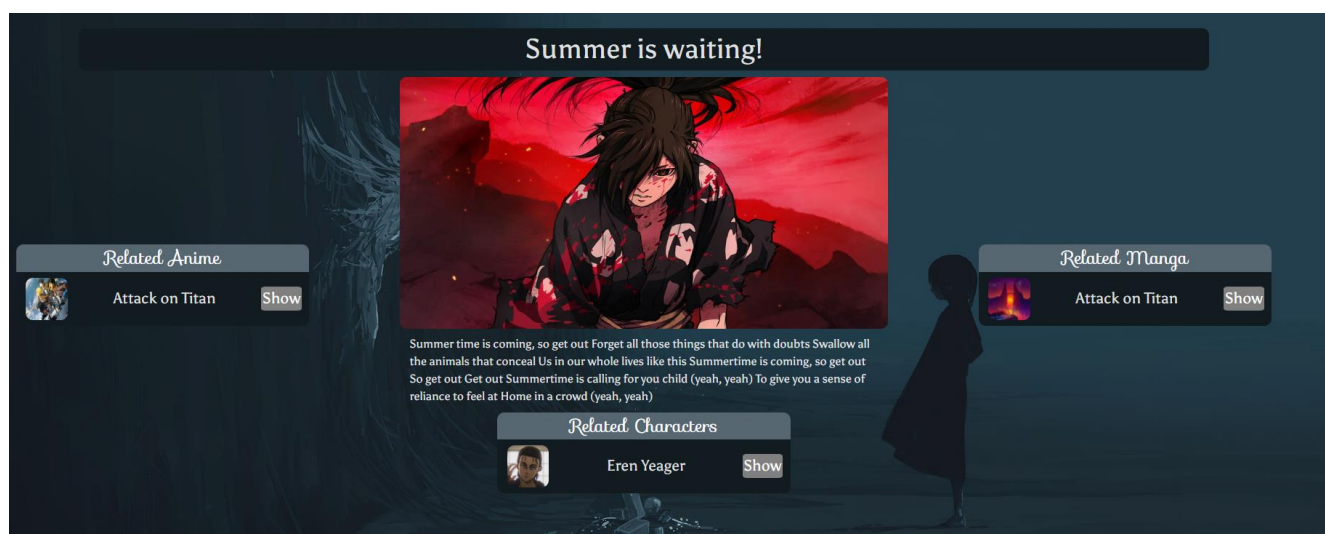 Summer is waiting!
Related Anime
Attack on Titan Show
Related Manga
Attack on Titan Show
Summer time is coming, so get out Forget all those things that do with doubts Swallow all
the animals that conceal Us in our whole lives like this Summertime is coming, so get out
So get out Get out Summertime is calling for you child (yeah, yeah) To give you a sense of
reliance to feel at Home in a crowd (yeah, yeah)
Related Characters
Eren Yeager Show